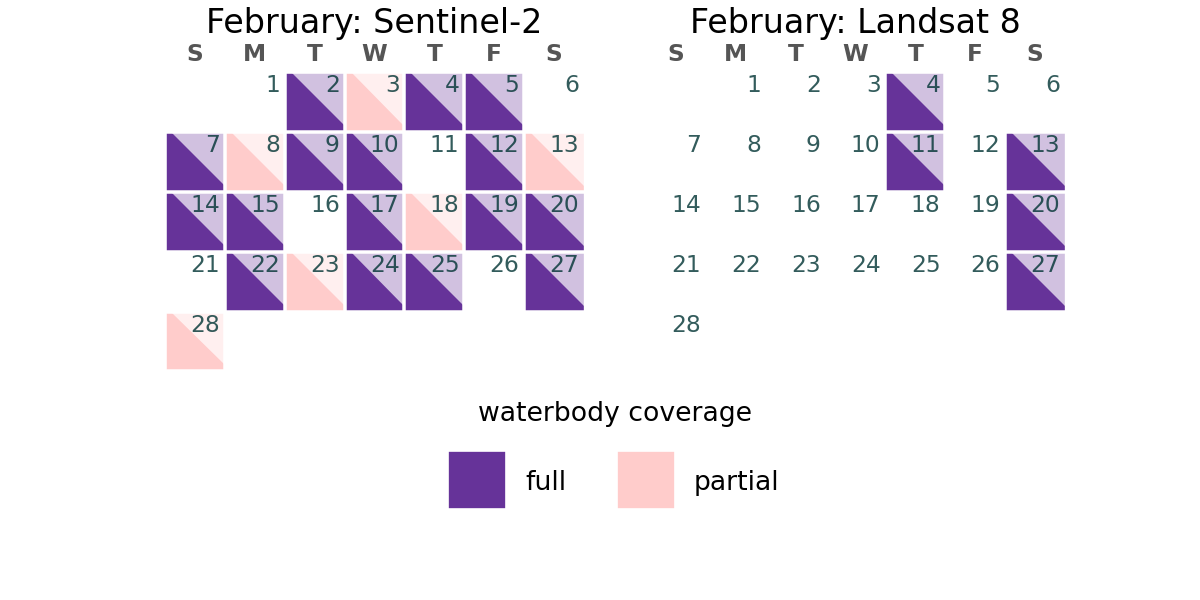 February: Sentinel-2
S M T W T F S
1 2 3 4 5 6
7 8 9 10 11 12 13
14 15 16 17 18 19 20
21 22 23 24 25 26 27
28
February: Landsat 8
S M T W T F S
1 2 3 4 5 6
7 8 9 10 11 12 13
14 15 16 17 18 19 20
21 22 23 24 25 26 27
28
waterbody coverage
full
partial